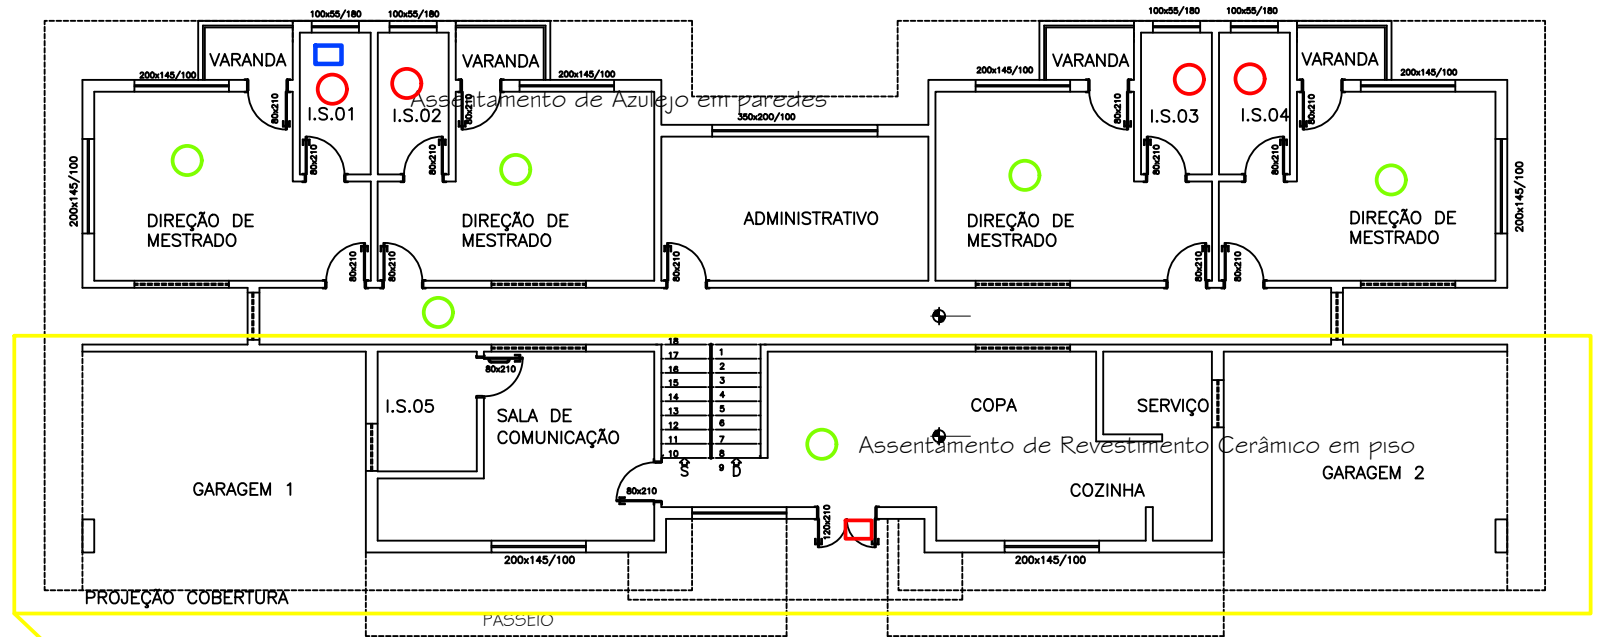 100x55/180 100x55/180 100x55/180 100x55/180
VARANDA VARANDA VARANDA VARANDA
200x145/100 200x145/100 200x145/100 200x145/100
Assentamento de Azulejo em paredes
80x210 80x210 80x210 80x210
I.S.01 I.S.02 I.S.03 I.S.04
350x200/100
80x210 80x210 80x210 80x210
200x145/100 200x145/100
DIREÇÃO DE
MESTRADO
DIREÇÃO DE
MESTRADO
ADMINISTRATIVO
DIREÇÃO DE
MESTRADO
DIREÇÃO DE
MESTRADO
80x210 80x210 80x210 80x210 80x210
18
17 1
16 2
15 3
14 4
13 5
12 6
11 7
10 8
9
S D
80x210
I.S.05
SALA DE
COMUNICAÇÃO
COPA
SERVIÇO
Assentamento de Revestimento Cerâmico em piso
GARAGEM 1
80x210
COZINHA
GARAGEM 2
120x210
200x145/100 200x145/100
PROJEÇÃO COBERTURA
PASSEIO